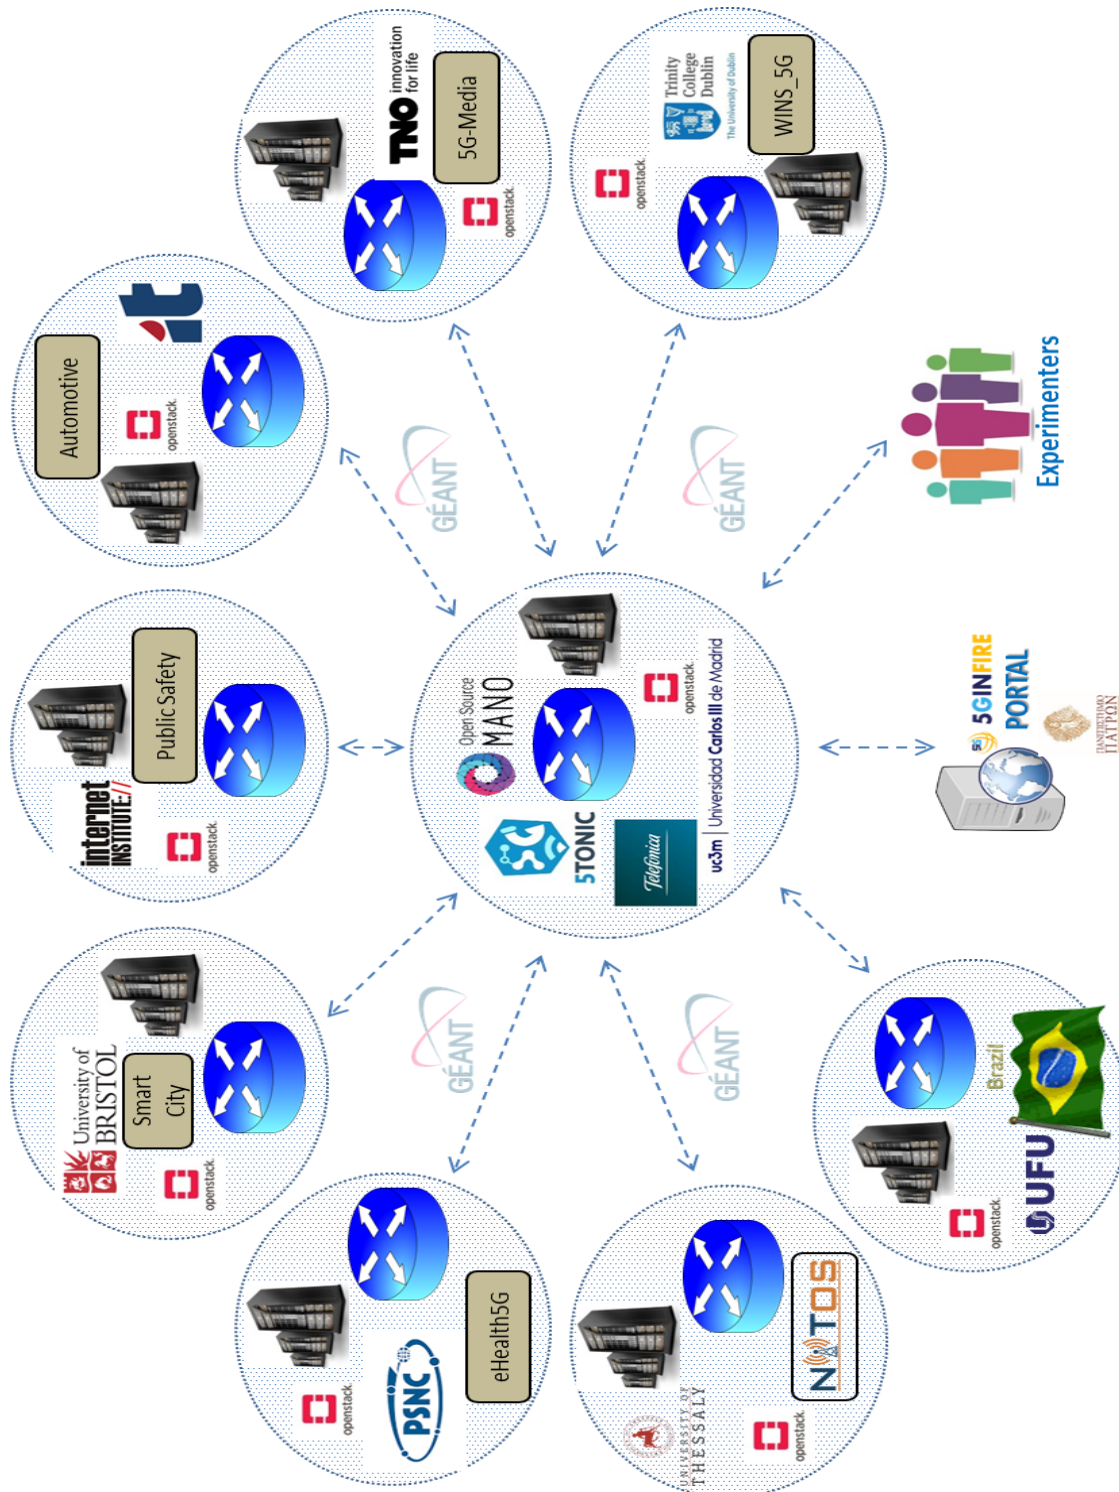 University of
BRISTOL
Smart
City
openstack.
internet
INSTITUTE://
Public Safety
openstack.
Automotive
openstack.
it
openstack.
PSNC
eHealth5G
TNO innovation
for life
5G-Media
openstack.
GÉANT
GÉANT
Open Source
MANO
5TONIC
Telefónica
openstack.
uc3m | Universidad Carlos III de Madrid
UNIVERSITY OF
THESSALY
openstack.
NITOS
GÉANT
GÉANT
openstack.
Trinity
College
Dublin
The University of Dublin
WINS_5G
openstack.
Brazil
UFU
5G
5GINFIRE
PORTAL
ΠΑΝΕΠΙΣΤΗΜΙΟ
ΠΑΤΡΩΝ
Experimenters